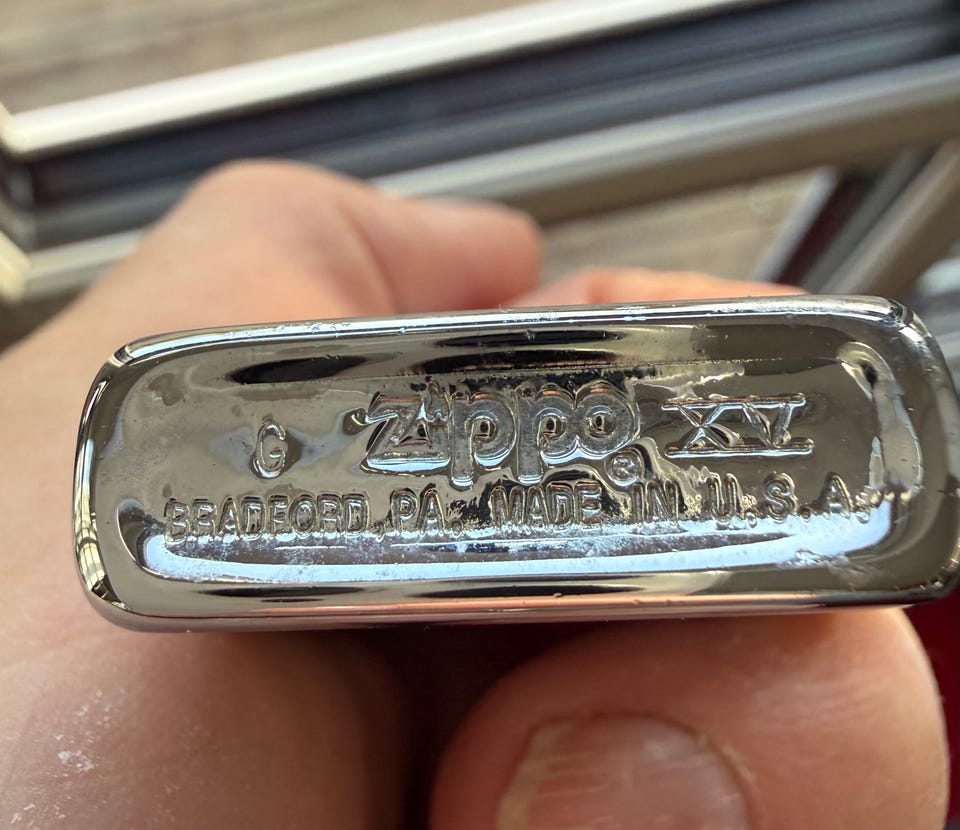 G Zippo® XV
BRADFORD, PA. MADE IN U.S.A.